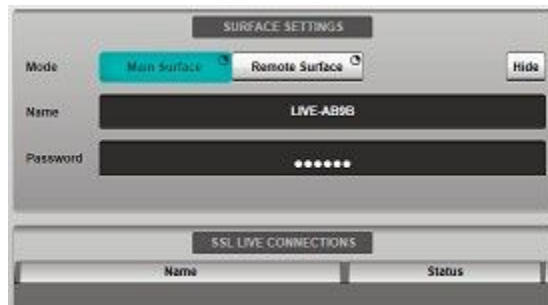 SURFACE SETTINGS
Mode Main Surface Remote Surface Hide
Name LIVE-AB9B
Password ●●●●●●
SSL LIVE CONNECTIONS
Name Status